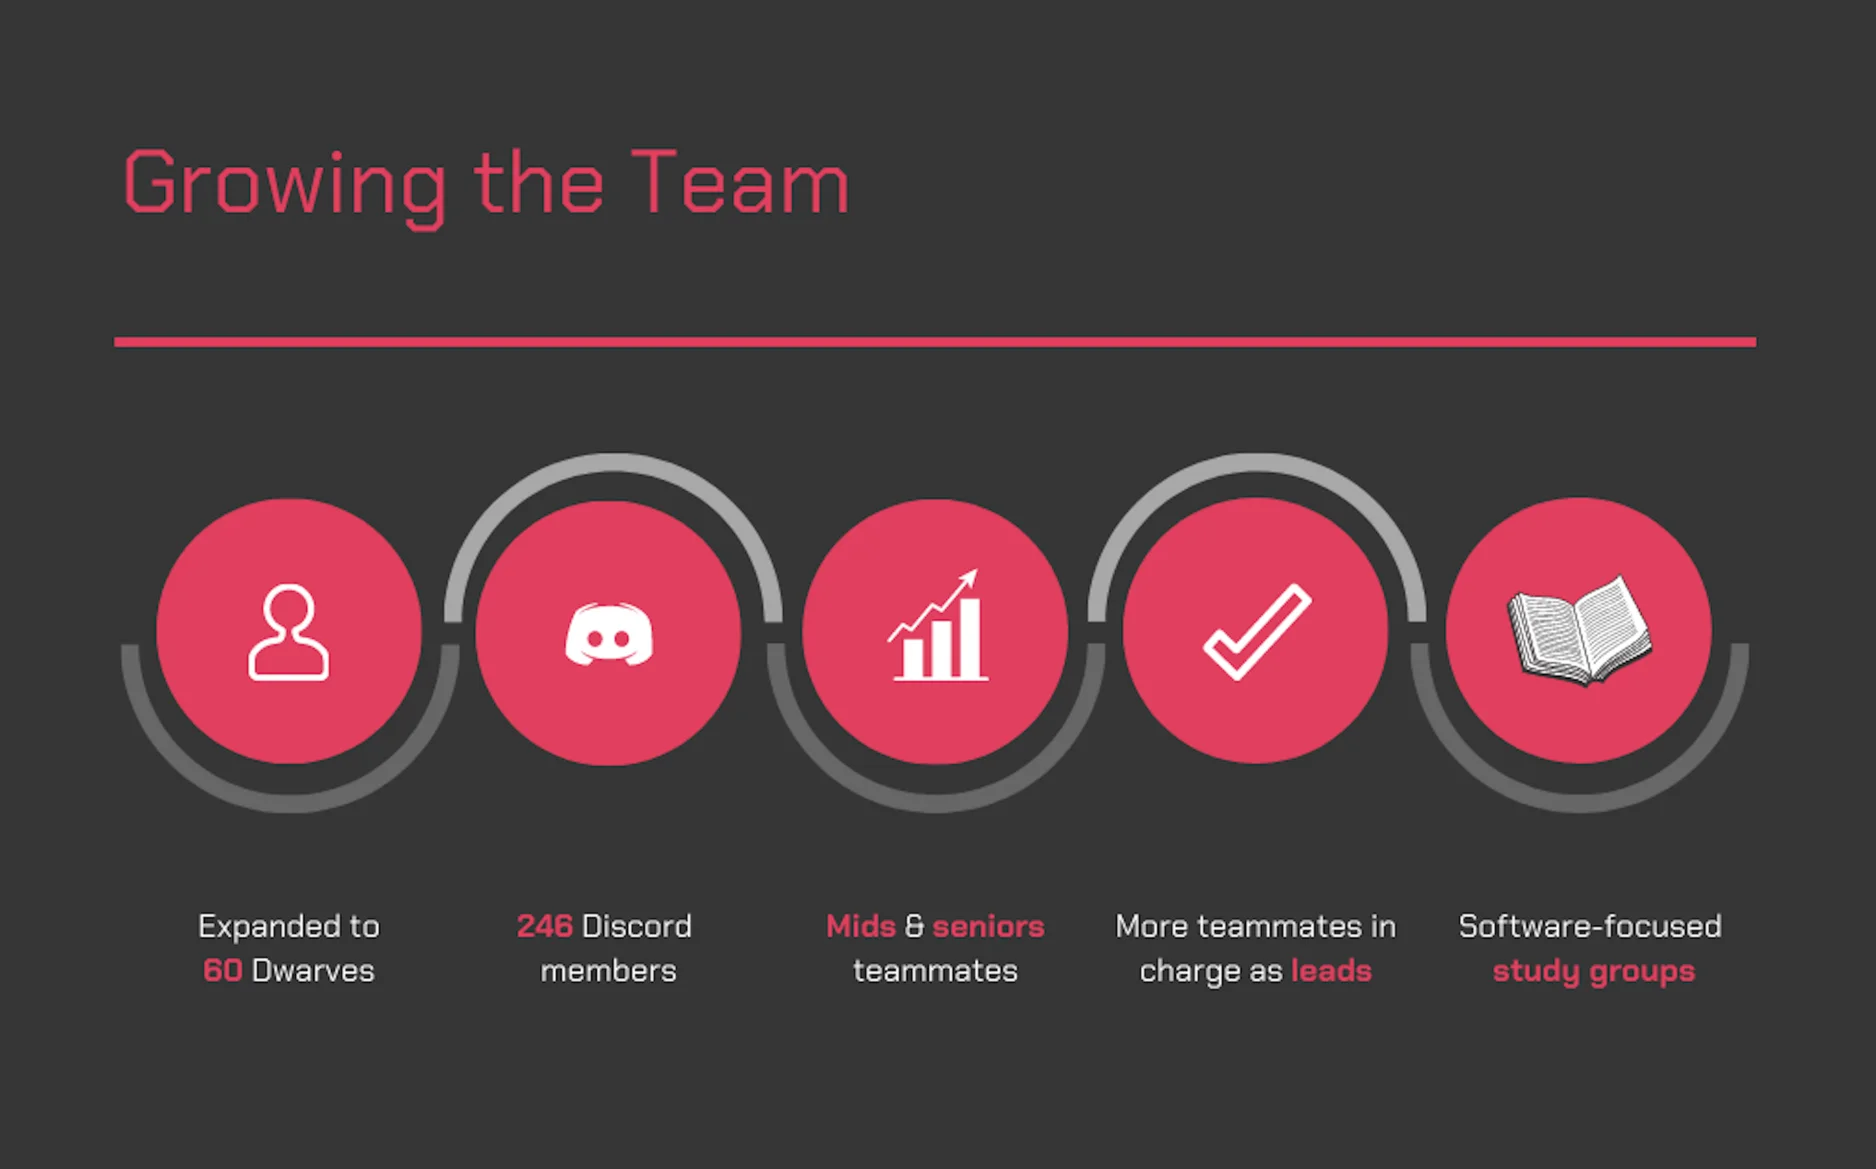 Growing the Team
Expanded to
60 Dwarves
246 Discord
members
Mids & seniors
teammates
More teammates in
charge as leads
Software-focused
study groups